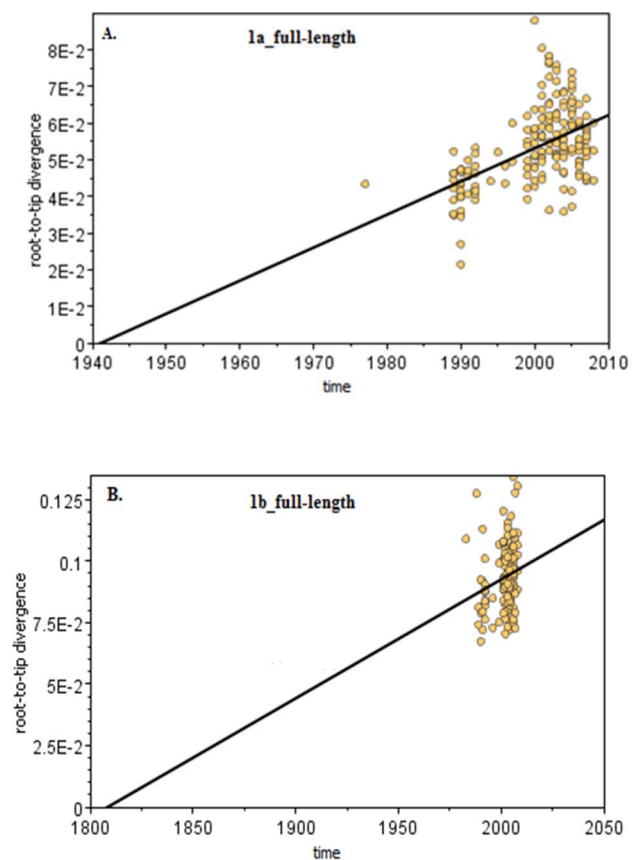 A.
1a_full-length
8E-2
7E-2
6E-2
5E-2
4E-2
3E-2
2E-2
1E-2
0
root-to-tip divergence
1940 1950 1960 1970 1980 1990 2000 2010
time
B.
1b_full-length
0.125
0.1
7.5E-2
5E-2
2.5E-2
0
root-to-tip divergence
1800 1850 1900 1950 2000 2050
time